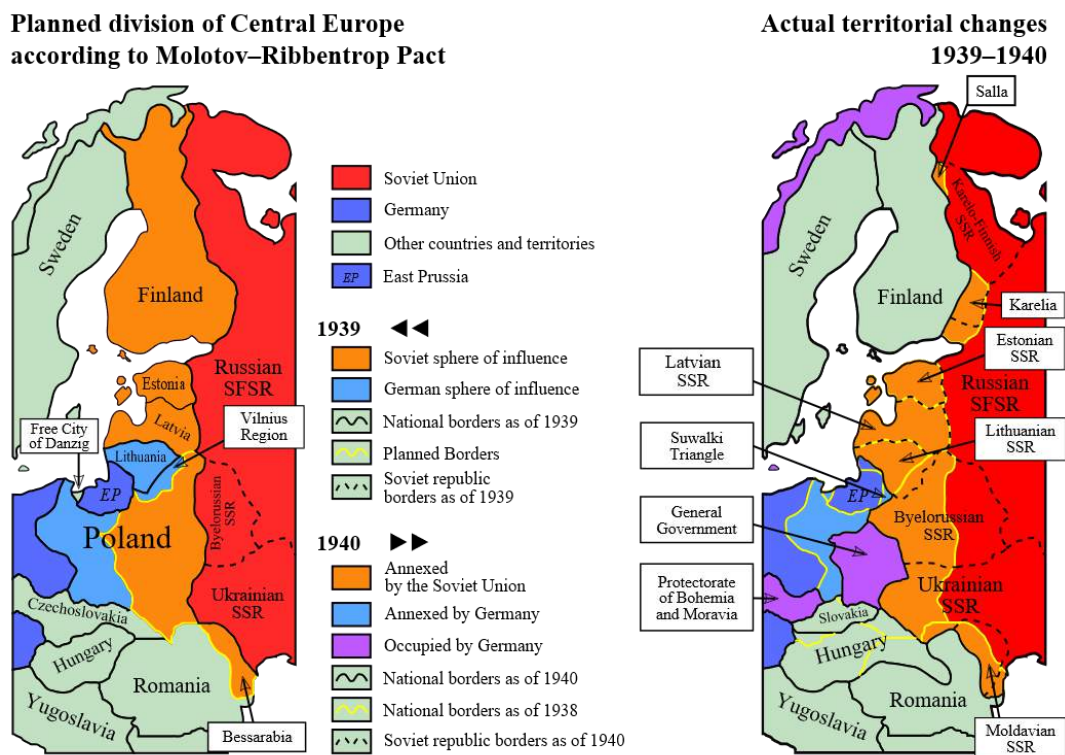 Planned division of Central Europe
according to Molotov–Ribbentrop Pact
Sweden
Finland
Estonia
Latvia
Lithuania
Russian
SFSR
Free City
of Danzig
Vilnius
Region
EP
Poland
Byelorussian
SSR
Ukrainian
SSR
Czechoslovakia
Hungary
Romania
Yugoslavia
Bessarabia
Soviet Union
Germany
Other countries and territories
EP
East Prussia
1939 ◄◄
Soviet sphere of influence
German sphere of influence
National borders as of 1939
Planned Borders
Soviet republic
borders as of 1939
1940 ►►
Annexed
by the Soviet Union
Annexed by Germany
Occupied by Germany
National borders as of 1940
National borders as of 1938
Soviet republic borders as of 1940
Actual territorial changes
1939–1940
Salla
Karelo-Finnish
SSR
Sweden
Finland
Karelia
Estonian
SSR
Latvian
SSR
Russian
SFSR
Lithuanian
SSR
Suwalki
Triangle
EP
General
Government
Byelorussian
SSR
Protectorate
of Bohemia
and Moravia
Ukrainian
SSR
Slovakia
Hungary
Romania
Yugoslavia
Moldavian
SSR